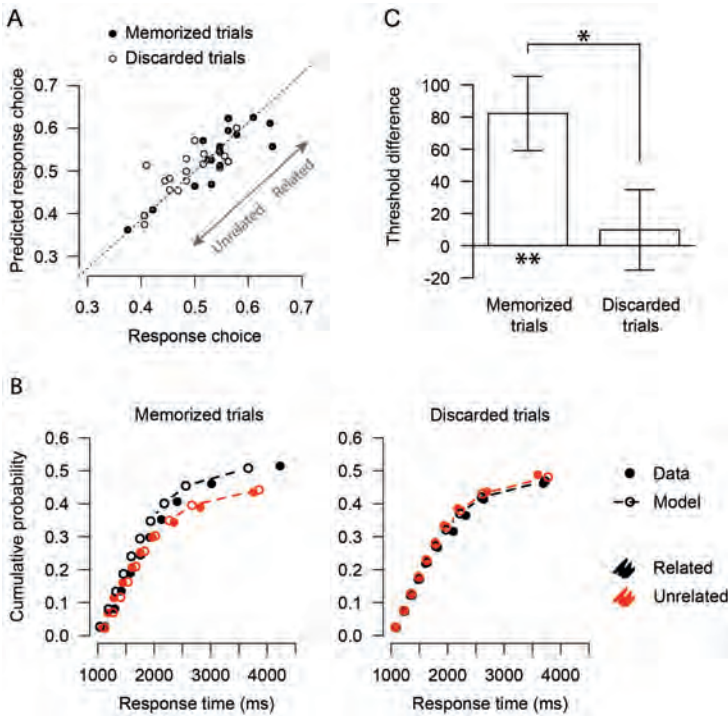 A
Memorized trials
Discarded trials
Predicted response choice
0.7
0.6
0.5
0.4
0.3
Unrelated Related
0.3 0.4 0.5 0.6 0.7
Response choice
C
*
Threshold difference
100
80
60
40
20
0
-20
**
Memorized trials
Discarded trials
B
Memorized trials
Cumulative probability
0.6
0.5
0.4
0.3
0.2
0.1
0.0
1000 2000 3000 4000
Response time (ms)
Discarded trials
0.6
0.5
0.4
0.3
0.2
0.1
0.0
1000 2000 3000 4000
Response time (ms)
Data
Model
Related
Unrelated